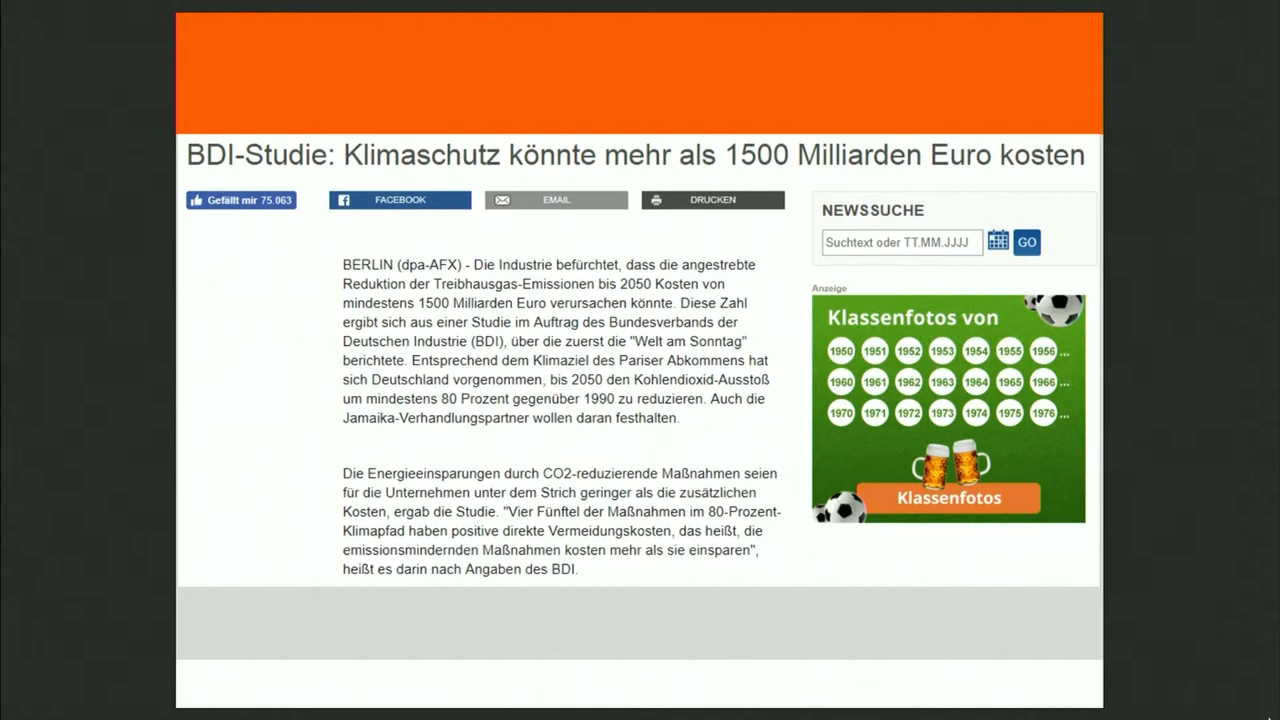 BDI-Studie: Klimaschutz könnte mehr als 1500 Milliarden Euro kosten
Gefällt mir 75.063
FACEBOOK
EMAIL
DRUCKEN
BERLIN (dpa-AFX) - Die Industrie befürchtet, dass die angestrebte
Reduktion der Treibhausgas-Emissionen bis 2050 Kosten von
mindestens 1500 Milliarden Euro verursachen könnte. Diese Zahl
ergibt sich aus einer Studie im Auftrag des Bundesverbands der
Deutschen Industrie (BDI), über die zuerst die "Welt am Sonntag"
berichtete. Entsprechend dem Klimaziel des Pariser Abkommens hat
sich Deutschland vorgenommen, bis 2050 den Kohlendioxid-Ausstoß
um mindestens 80 Prozent gegenüber 1990 zu reduzieren. Auch die
Jamaika-Verhandlungspartner wollen daran festhalten.
Die Energieeinsparungen durch CO2-reduzierende Maßnahmen seien
für die Unternehmen unter dem Strich geringer als die zusätzlichen
Kosten, ergab die Studie. "Vier Fünftel der Maßnahmen im 80-Prozent-
Klimapfad haben positive direkte Vermeidungskosten, das heißt, die
emissionsmindernden Maßnahmen kosten mehr als sie einsparen",
heißt es darin nach Angaben des BDI.
NEWSSUCHE
Suchtext oder TT.MM.JJJJ
GO
Anzeige
Klassenfotos von
1950 1951 1952 1953 1954 1955 1956 ...
1960 1961 1962 1963 1964 1965 1966 ...
1970 1971 1972 1973 1974 1975 1976 ...
Klassenfotos